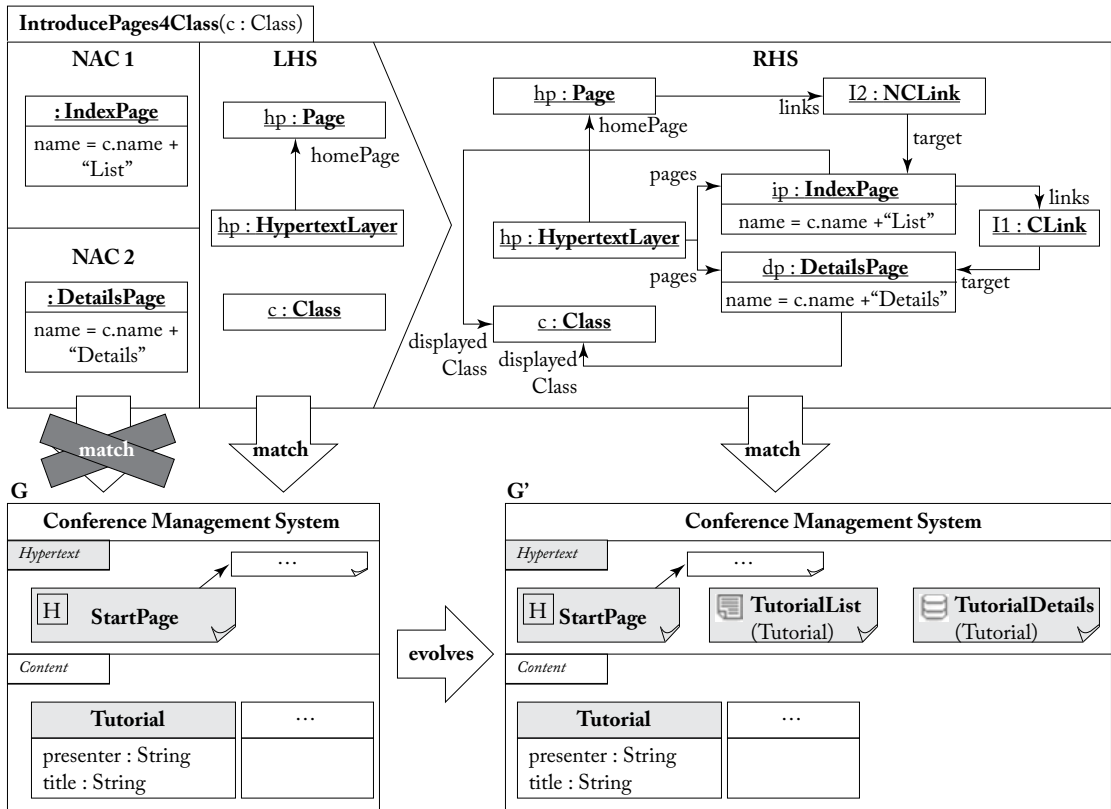 IntroducePages4Class(c : Class)
NAC 1
: IndexPage
name = c.name +
“List”
NAC 2
: DetailsPage
name = c.name +
“Details”
LHS
hp : Page
homePage
hp : HypertextLayer
c : Class
RHS
hp : Page
links
I2 : NCLink
homePage
target
pages
ip : IndexPage
name = c.name +“List”
links
hp : HypertextLayer
I1 : CLink
pages
dp : DetailsPage
name = c.name +“Details”
target
c : Class
displayed
Class
displayed
Class
match
match
match
G
Conference Management System
Hypertext
…
H
StartPage
Content
Tutorial
…
presenter : String
title : String
evolves
G’
Conference Management System
Hypertext
…
H
StartPage
TutorialList
(Tutorial)
TutorialDetails
(Tutorial)
Content
Tutorial
…
presenter : String
title : String